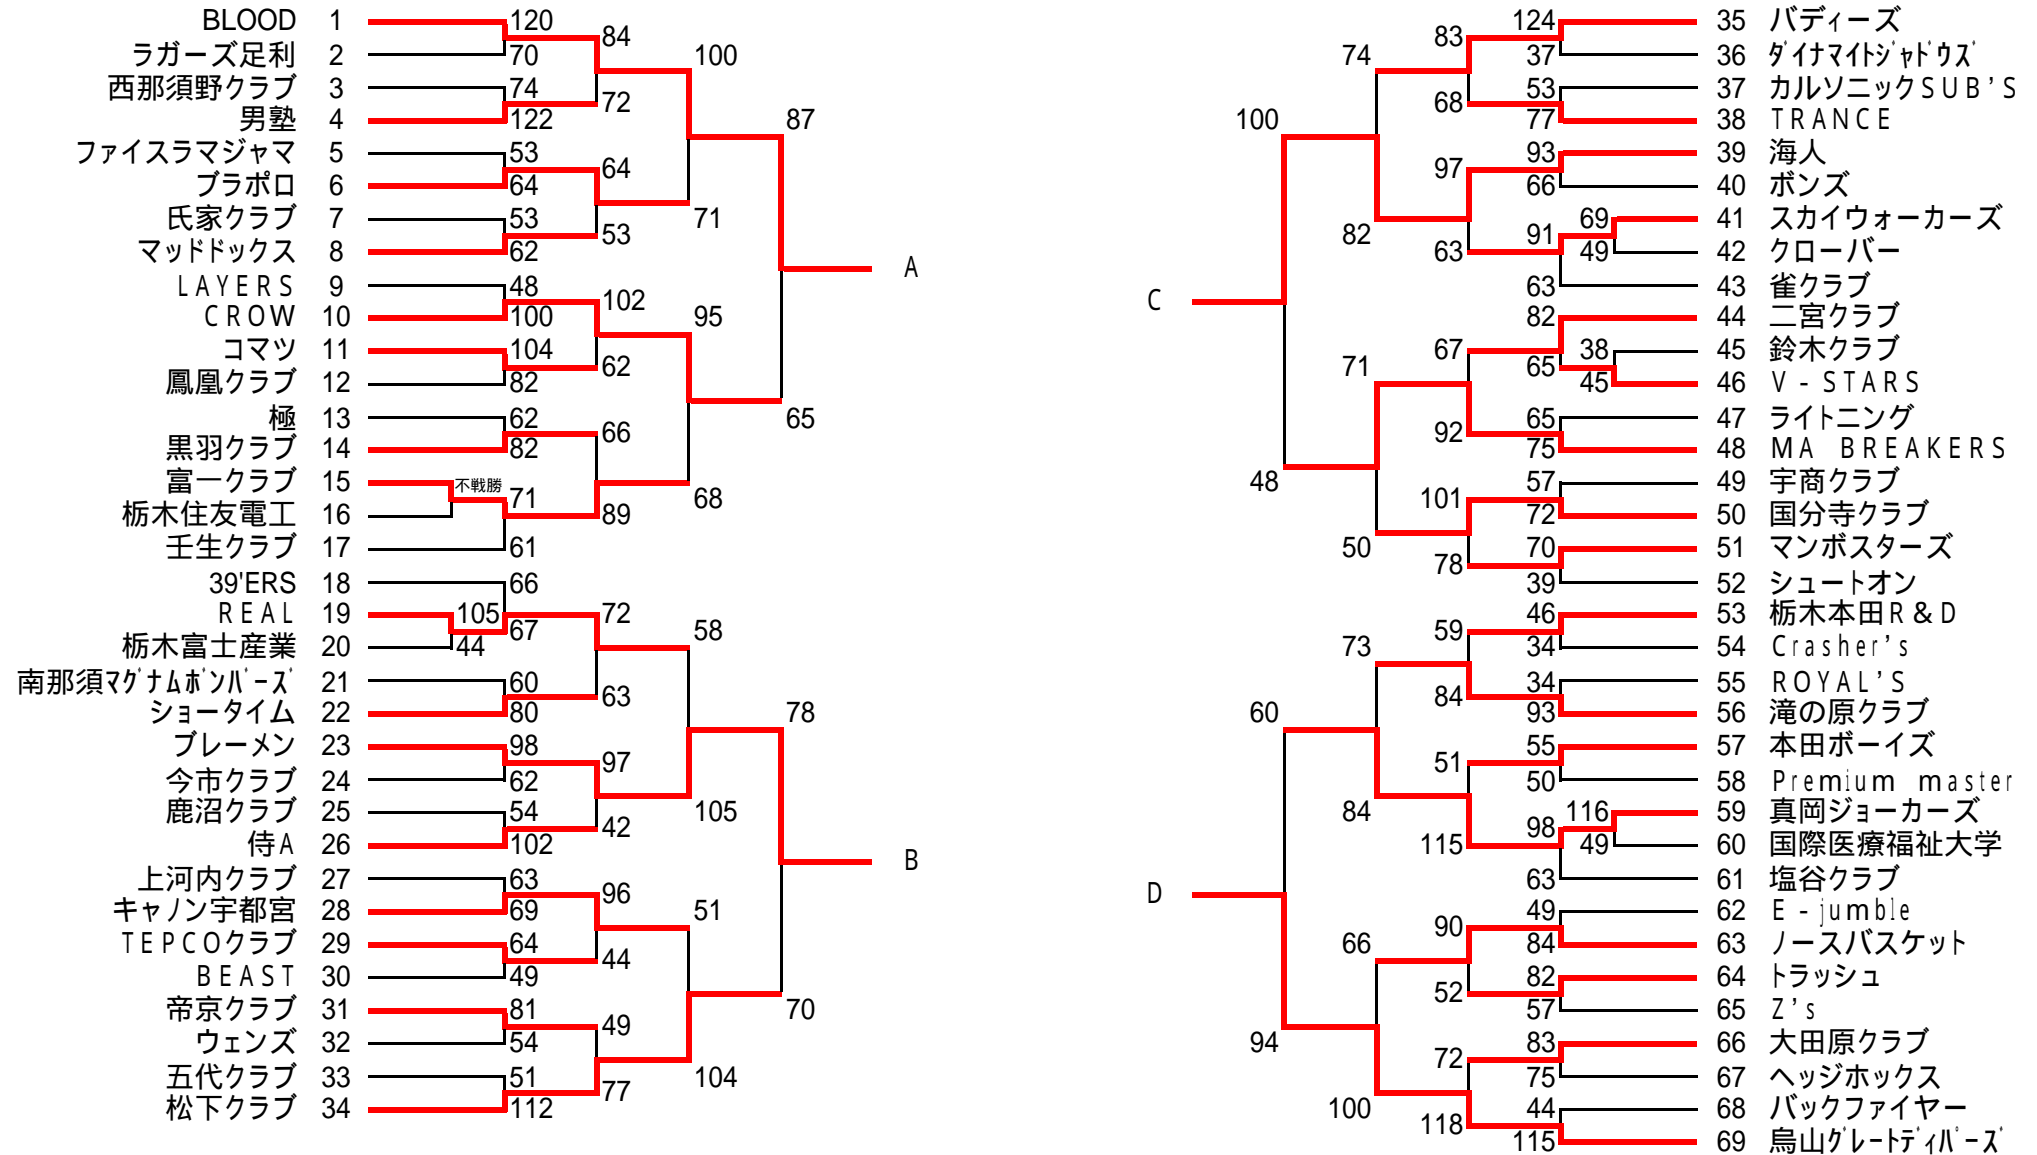 BLOOD 1
ラガーズ足利 2
西那須野クラブ 3
男塾 4
ファイスラマジャマ 5
ブラポロ 6
氏家クラブ 7
マッドドックス 8
LAYERS 9
CROW 10
コマツ 11
鳳凰クラブ 12
極 13
黒羽クラブ 14
富一クラブ 15
栃木住友電工 16
壬生クラブ 17
39'ERS 18
REAL 19
栃木富士産業 20
南那須ﾏｸﾞﾅﾑﾎﾞﾝﾊﾞｰｽﾞ 21
ショータイム 22
ブレーメン 23
今市クラブ 24
鹿沼クラブ 25
侍A 26
上河内クラブ 27
キャノン宇都宮 28
TEPCOクラブ 29
BEAST 30
帝京クラブ 31
ウェンズ 32
五代クラブ 33
松下クラブ 34
不戦勝
105
44
120
70
74
122
53
64
53
62
48
100
104
82
62
82
71
61
66
67
60
80
98
62
54
102
63
69
64
49
81
54
51
112
84
72
64
53
102
62
66
89
72
63
97
42
96
44
49
77
100
71
95
68
58
105
51
104
87
65
78
70
A
B
C
D
100
48
60
94
74
82
71
50
73
84
66
100
83
68
97
63
67
92
101
78
59
84
51
115
90
52
72
118
124
37
53
77
93
66
91
63
82
65
65
75
57
72
70
39
46
34
34
93
55
50
98
63
49
84
82
57
83
75
44
115
69
49
38
45
116
49
35 バディーズ
36 ﾀﾞｲﾅﾏｲﾄｼﾞｬﾄﾞｳｽﾞ
37 カルソニックSUB'S
38 TRANCE
39 海人
40 ボンズ
41 スカイウォーカーズ
42 クローバー
43 雀クラブ
44 二宮クラブ
45 鈴木クラブ
46 V-STARS
47 ライトニング
48 MA BREAKERS
49 宇商クラブ
50 国分寺クラブ
51 マンボスターズ
52 シュートオン
53 栃木本田R&D
54 Crasher's
55 ROYAL'S
56 滝の原クラブ
57 本田ボーイズ
58 Premium master
59 真岡ジョーカーズ
60 国際医療福祉大学
61 塩谷クラブ
62 E-jumble
63 ノースバスケット
64 トラッシュ
65 Z's
66 大田原クラブ
67 ヘッジホックス
68 バックファイヤー
69 烏山ｸﾞﾚｰﾄﾃﾞｨﾊﾞｰｽﾞ